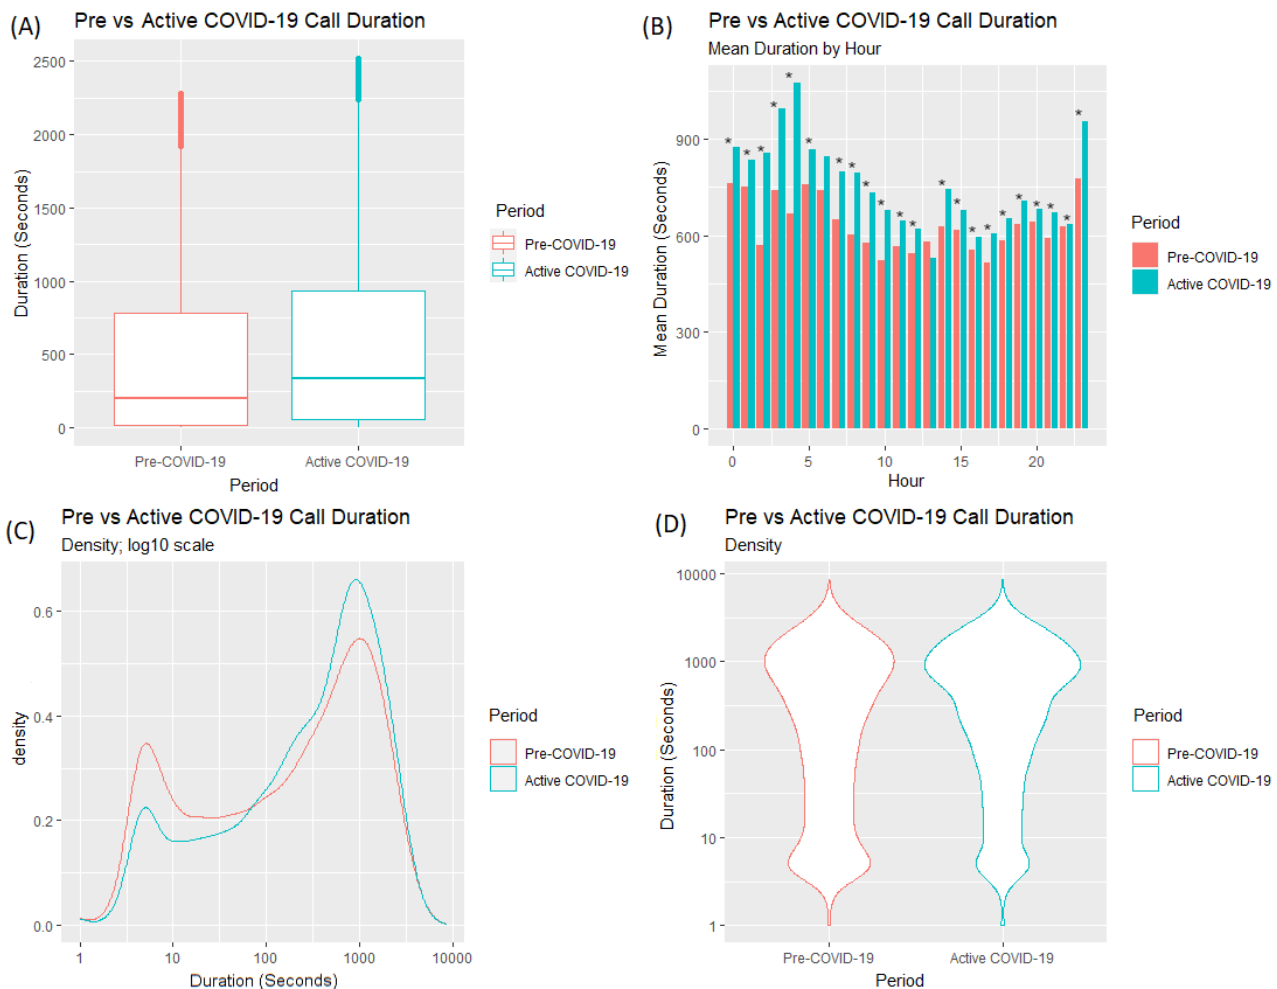 (A)
Pre vs Active COVID-19 Call Duration
2500
2000
1500
1000
500
0
Duration (Seconds)
Pre-COVID-19
Active COVID-19
Period
Period
Pre-COVID-19
Active COVID-19
(B)
Pre vs Active COVID-19 Call Duration
Mean Duration by Hour
900
600
300
0
Mean Duration (Seconds)
* * * * * * * * * * * * * * * * * * * * * *
0 5 10 15 20
Hour
Period
Pre-COVID-19
Active COVID-19
(C)
Pre vs Active COVID-19 Call Duration
Density; log10 scale
0.6
0.4
0.2
0.0
density
1 10 100 1000 10000
Duration (Seconds)
Period
Pre-COVID-19
Active COVID-19
(D)
Pre vs Active COVID-19 Call Duration
Density
10000
1000
100
10
1
Duration (Seconds)
Pre-COVID-19
Active COVID-19
Period
Period
Pre-COVID-19
Active COVID-19